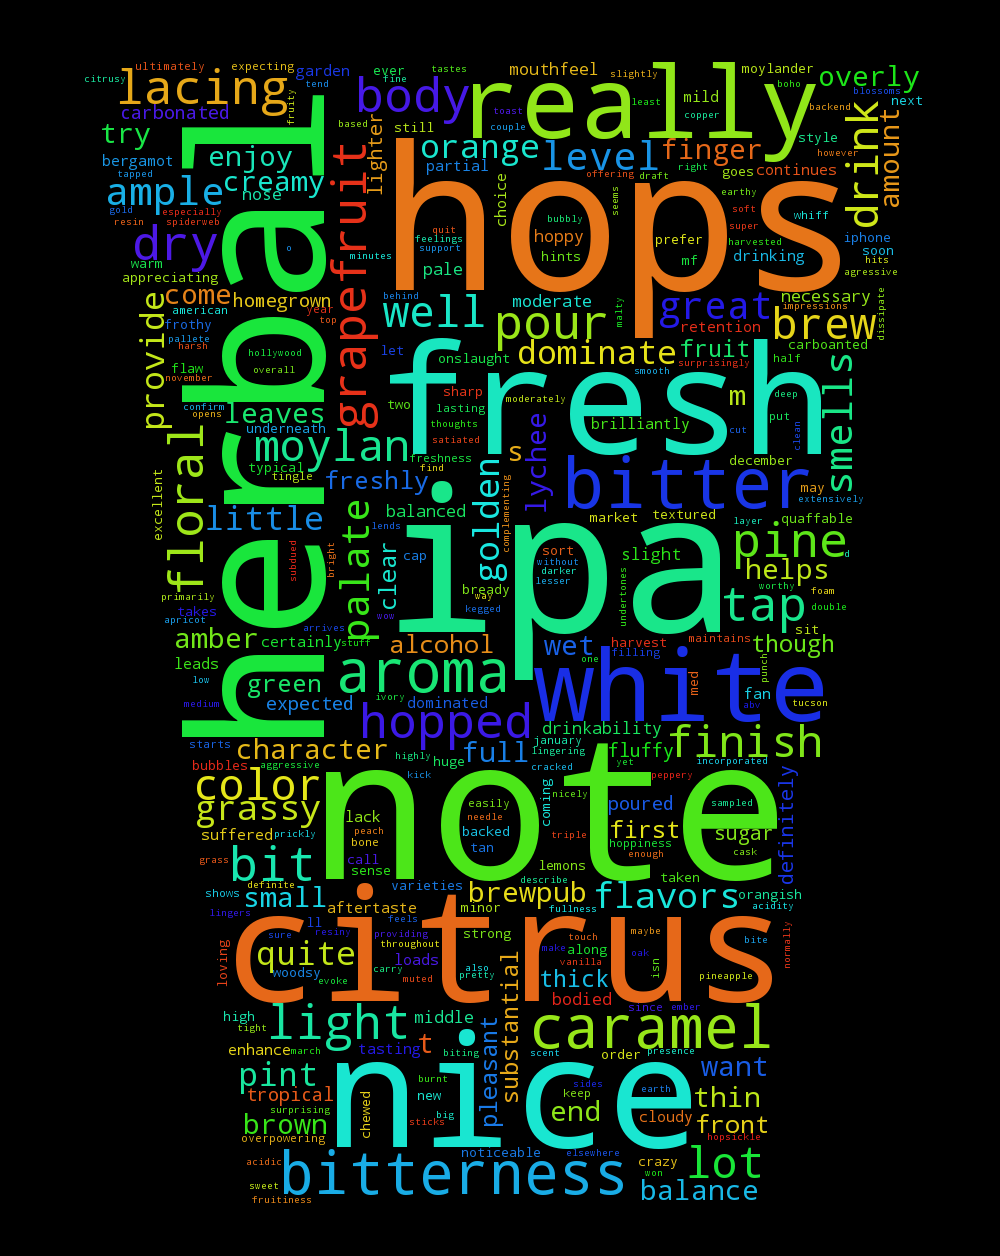 ultimately expecting garden ever tastes mouthfeel moylander overly
citrusy lacing tend fine body really slightly boho blossoms
carbonated fruity based toast least mild copper backend next
try still couple orange style drink amount
bergamot enjoy lighter partial level finger however
tapped ample creamy nose grapefruit hops offering draft right goes continues
gold especially choice seems earthy soft whiff
resin spiderweb herbal quit bubbly super
dry o feelings hoppy prefer harvested iphone
support hints mf drinking soon hits
warm minutes pale agressive
appreciating come homegrown behind moderate great necessary
american year well pour retention impressions brew
frothy top malty dissipate
provide pallete harsh hollywood let onslaught dominate fruit carboanted
flaw overall surprisingly half
november smooth
confirm two sharp moderately fresh deep smells
opens leaves lasting put
underneath thoughts brilliantly m cut clean
floral moylan satiated s lychee
typical freshness december
tingle find bitter may extensively
excellent little freshly golden complementing
balanced market textured layer quaffable
palate lends ipa pine d
subdued bright clear cap sort slight
without darker helps
primarily bready lesser worthy foam
apricot takes way kegged undertones tap double
wow
amber certainly arrives stuff alcohol wet harvest maintains though sit
filling
leads aroma one punch
low green ivory med fan
medium expected dominated white abv tucson
hopped drinkability
starts character january fluffy finish
highly full lingering
bubbles aggressive huge yet incorporated
color kick cracked peppery
grassy note nicely definitely
easily coming poured sampled
lack needle
suffered prickly peach backed first sugar
bone tan triple hoppiness
grass bit call enough cask
sense lemons
definite describe taken
shows small varieties brewpub flavors orangish
aftertaste fullness acidity
lingers ll feels minor
sure resiny providing strong touch maybe bite normally
loving quite throughout make along oak
woodsy loads vanilla isn
evoke carry also thick pineapple
muted pretty citrus
substantial bodied since ember
high light middle caramel
tight t
enhance march tasting biting scent order presence
pint pleasant want
burnt sides earth
tropical new keep thin
surprising chewed big end
brown sticks nice cloudy front
overpowering hopsickle
noticeable elsewhere
acidic crazy lot
bitterness won
sweet balance
fruitiness